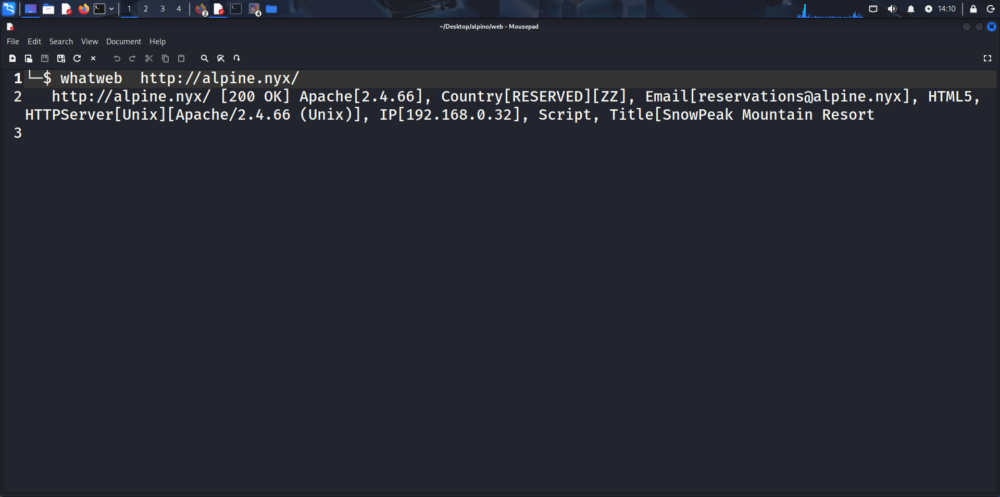 1 2 3 4 2 4 14:10
~/Desktop/alpino/web - Mousepad
File Edit Search View Document Help
1 └─$ whatweb  http://alpine.nyx/
2    http://alpine.nyx/ [200 OK] Apache[2.4.66], Country[RESERVED][ZZ], Email[reservations@alpine.nyx], HTML5,
HTTPServer[Unix][Apache/2.4.66 (Unix)], IP[192.168.0.32], Script, Title[SnowPeak Mountain Resort
3